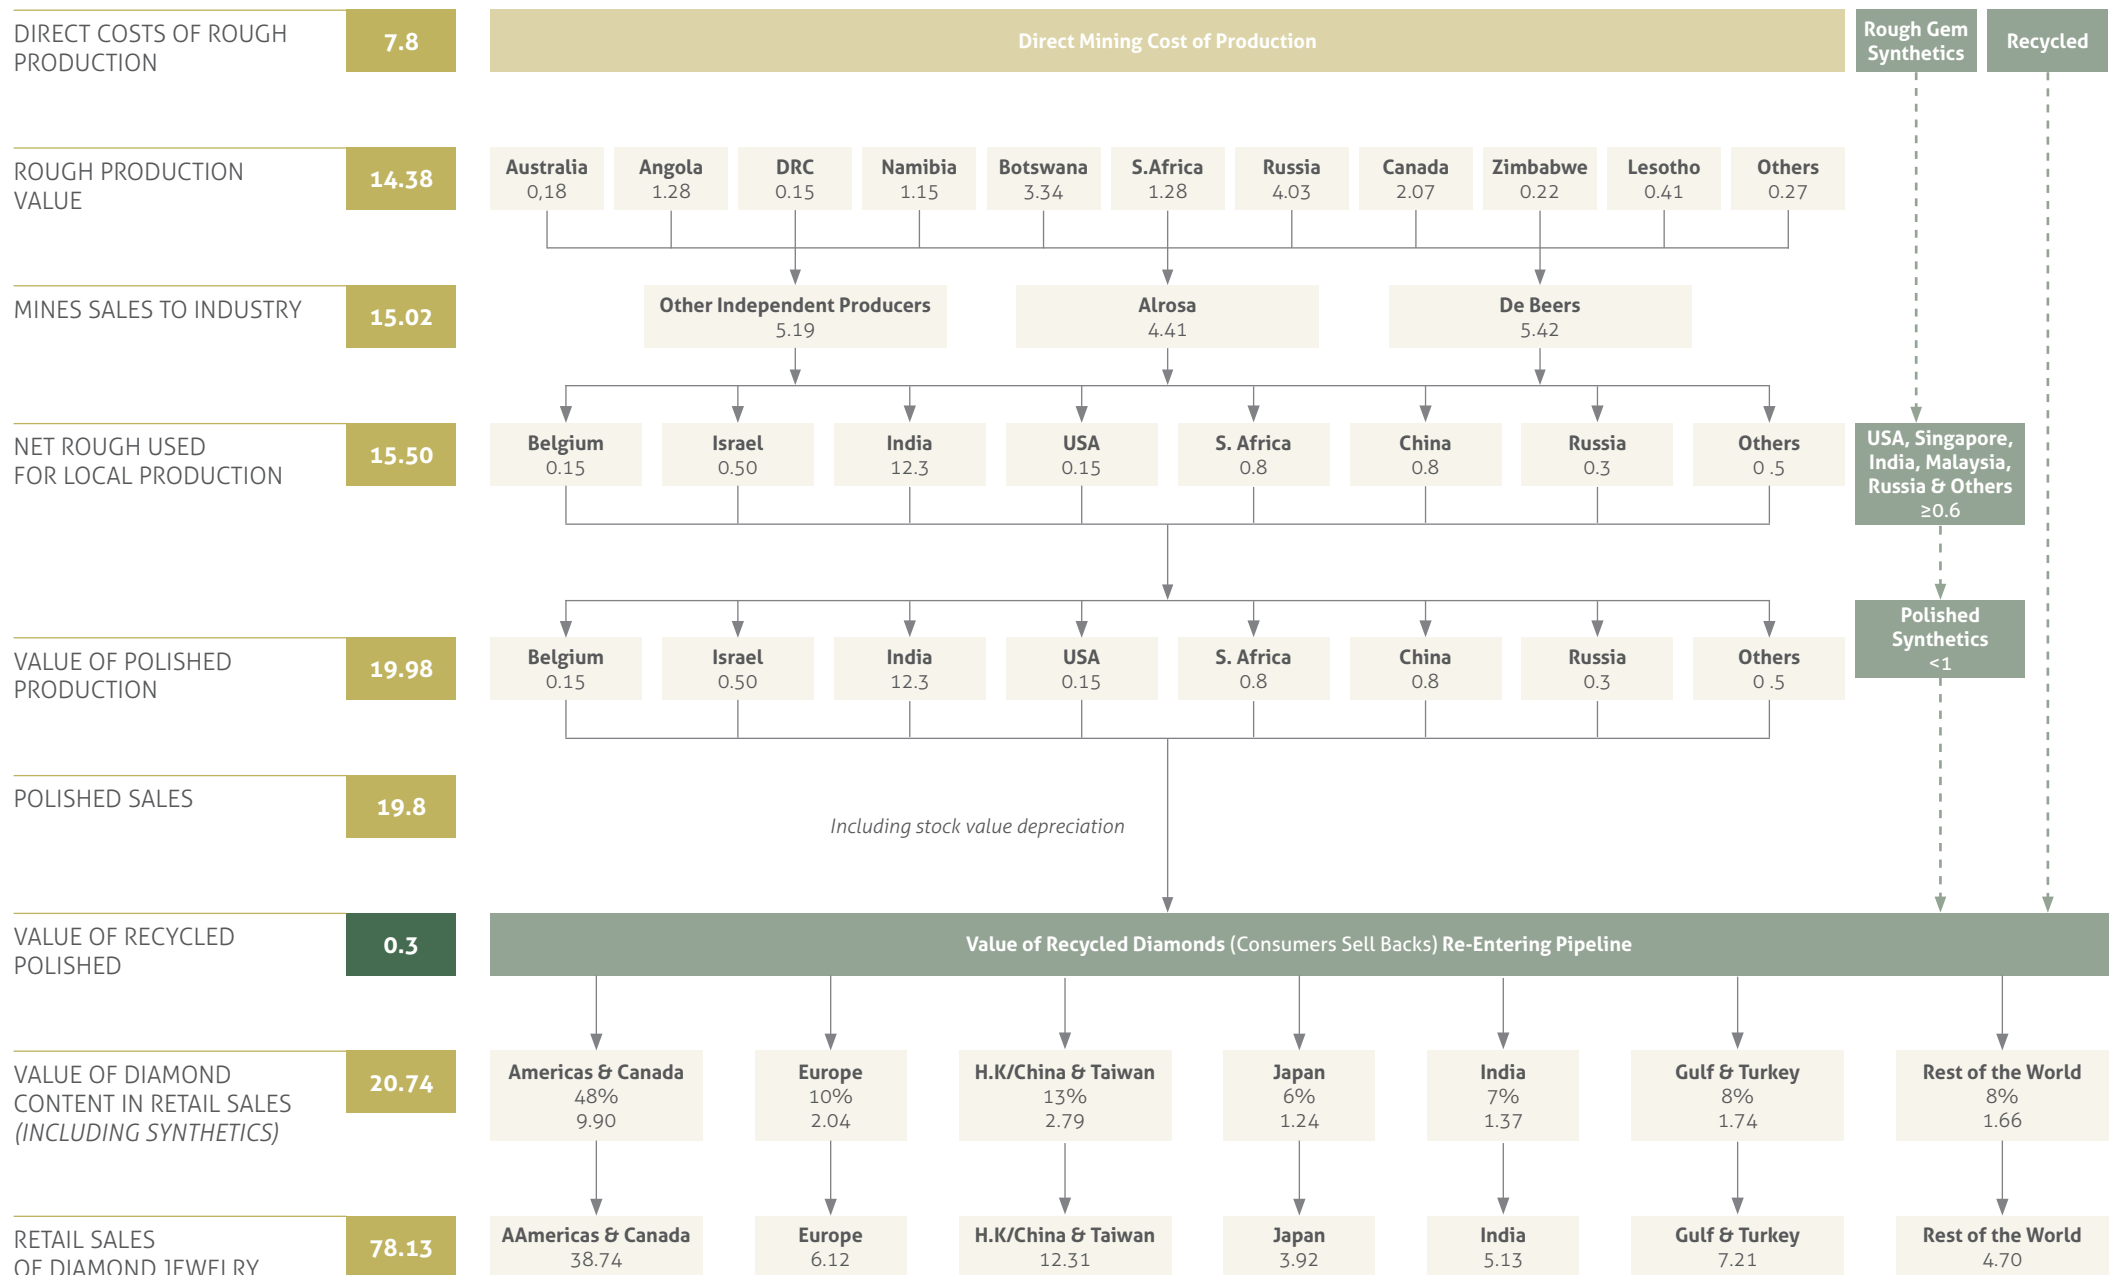 DIRECT COSTS OF ROUGH
PRODUCTION
7.8
Direct Mining Cost of Production
Rough Gem
Synthetics
Recycled
ROUGH PRODUCTION
VALUE
14.38
Australia
0,18
Angola
1.28
DRC
0.15
Namibia
1.15
Botswana
3.34
S.Africa
1.28
Russia
4.03
Canada
2.07
Zimbabwe
0.22
Lesotho
0.41
Others
0.27
MINES SALES TO INDUSTRY
15.02
Other Independent Producers
5.19
Alrosa
4.41
De Beers
5.42
NET ROUGH USED
FOR LOCAL PRODUCTION
15.50
Belgium
0.15
Israel
0.50
India
12.3
USA
0.15
S. Africa
0.8
China
0.8
Russia
0.3
Others
0 .5
USA, Singapore,
India, Malaysia,
Russia & Others
≥0.6
VALUE OF POLISHED
PRODUCTION
19.98
Belgium
0.15
Israel
0.50
India
12.3
USA
0.15
S. Africa
0.8
China
0.8
Russia
0.3
Others
0 .5
Polished
Synthetics
<1
POLISHED SALES
19.8
Including stock value depreciation
VALUE OF RECYCLED
POLISHED
0.3
Value of Recycled Diamonds (Consumers Sell Backs) Re-Entering Pipeline
VALUE OF DIAMOND
CONTENT IN RETAIL SALES
(INCLUDING SYNTHETICS)
20.74
Americas & Canada
48%
9.90
Europe
10%
2.04
H.K/China & Taiwan
13%
2.79
Japan
6%
1.24
India
7%
1.37
Gulf & Turkey
8%
1.74
Rest of the World
8%
1.66
RETAIL SALES
OF DIAMOND JEWELRY
78.13
AAmericas & Canada
38.74
Europe
6.12
H.K/China & Taiwan
12.31
Japan
3.92
India
5.13
Gulf & Turkey
7.21
Rest of the World
4.70